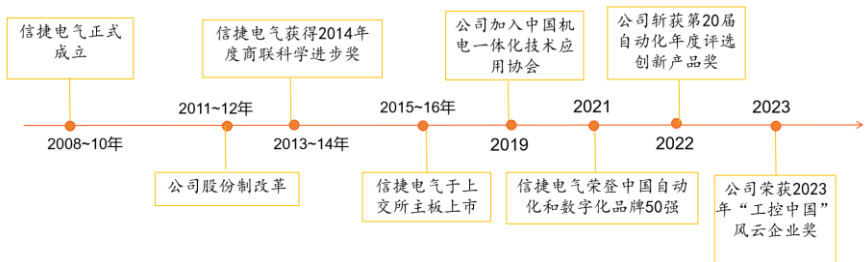 信捷电气正式
成立
2008~10年
2011~12年
公司股份制改革
信捷电气获得2014年
度商联科学进步奖
2013~14年
2015~16年
信捷电气于上
交所主板上市
公司加入中国机
电一体化技术应
用协会
2019
2021
信捷电气荣登中国自动
化和数字化品牌50强
公司斩获第20届
自动化年度评选
创新产品奖
2022
2023
公司荣获2023
年“工控中国”
风云企业奖